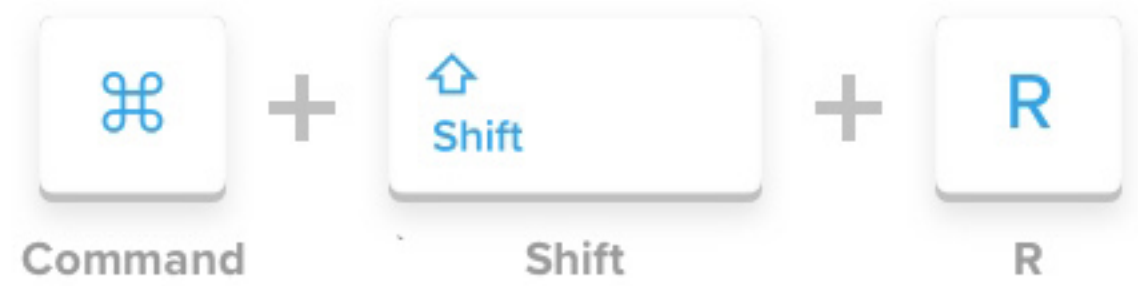 ⌘ + ⇧ + R
Shift
Command Shift R